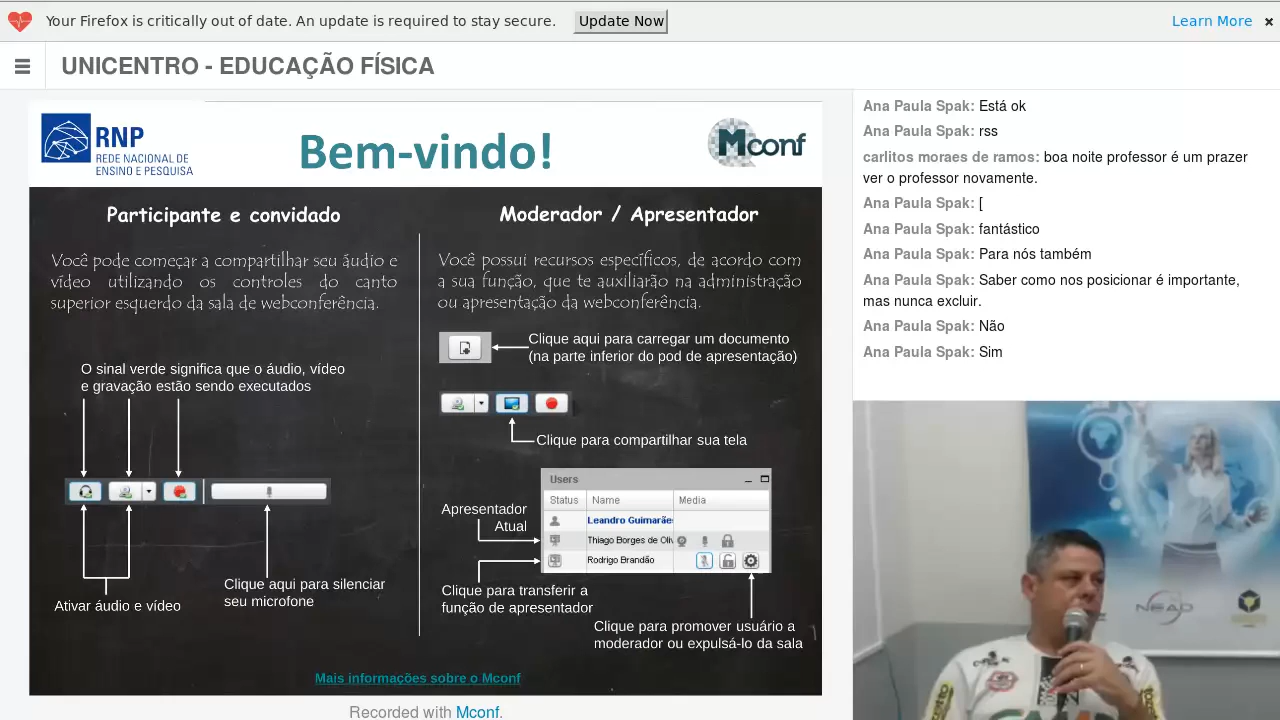 Your Firefox is critically out of date. An update is required to stay secure.
Update Now
Learn More
UNICENTRO - EDUCAÇÃO FÍSICA
RNP
REDE NACIONAL DE
ENSINO E PESQUISA
Bem-vindo!
Mconf
Participante e convidado
Você pode começar a compartilhar seu áudio e
vídeo utilizando os controles do canto
superior esquerdo da sala de webconferência.
O sinal verde significa que o áudio, vídeo
e gravação estão sendo executados
Ativar áudio e vídeo
Clique aqui para silenciar
seu microfone
Moderador / Apresentador
Você possui recursos específicos, de acordo com
a sua função, que te auxiliarão na administração
ou apresentação da webconferência.
Clique aqui para carregar um documento
(na parte inferior do pod de apresentação)
Clique para compartilhar sua tela
Users
Status Name Media
Leandro Guimarães
Thiago Borges de Oliv
Rodrigo Brandão
Apresentador
Atual
Clique para transferir a
função de apresentador
Clique para promover usuário a
moderador ou expulsá-lo da sala
Mais informações sobre o Mconf
Recorded with Mconf.
Ana Paula Spak: Está ok
Ana Paula Spak: rss
carlitos moraes de ramos: boa noite professor é um prazer
ver o professor novamente.
Ana Paula Spak: [
Ana Paula Spak: fantástico
Ana Paula Spak: Para nós também
Ana Paula Spak: Saber como nos posicionar é importante,
mas nunca excluir.
Ana Paula Spak: Não
Ana Paula Spak: Sim
NEAD